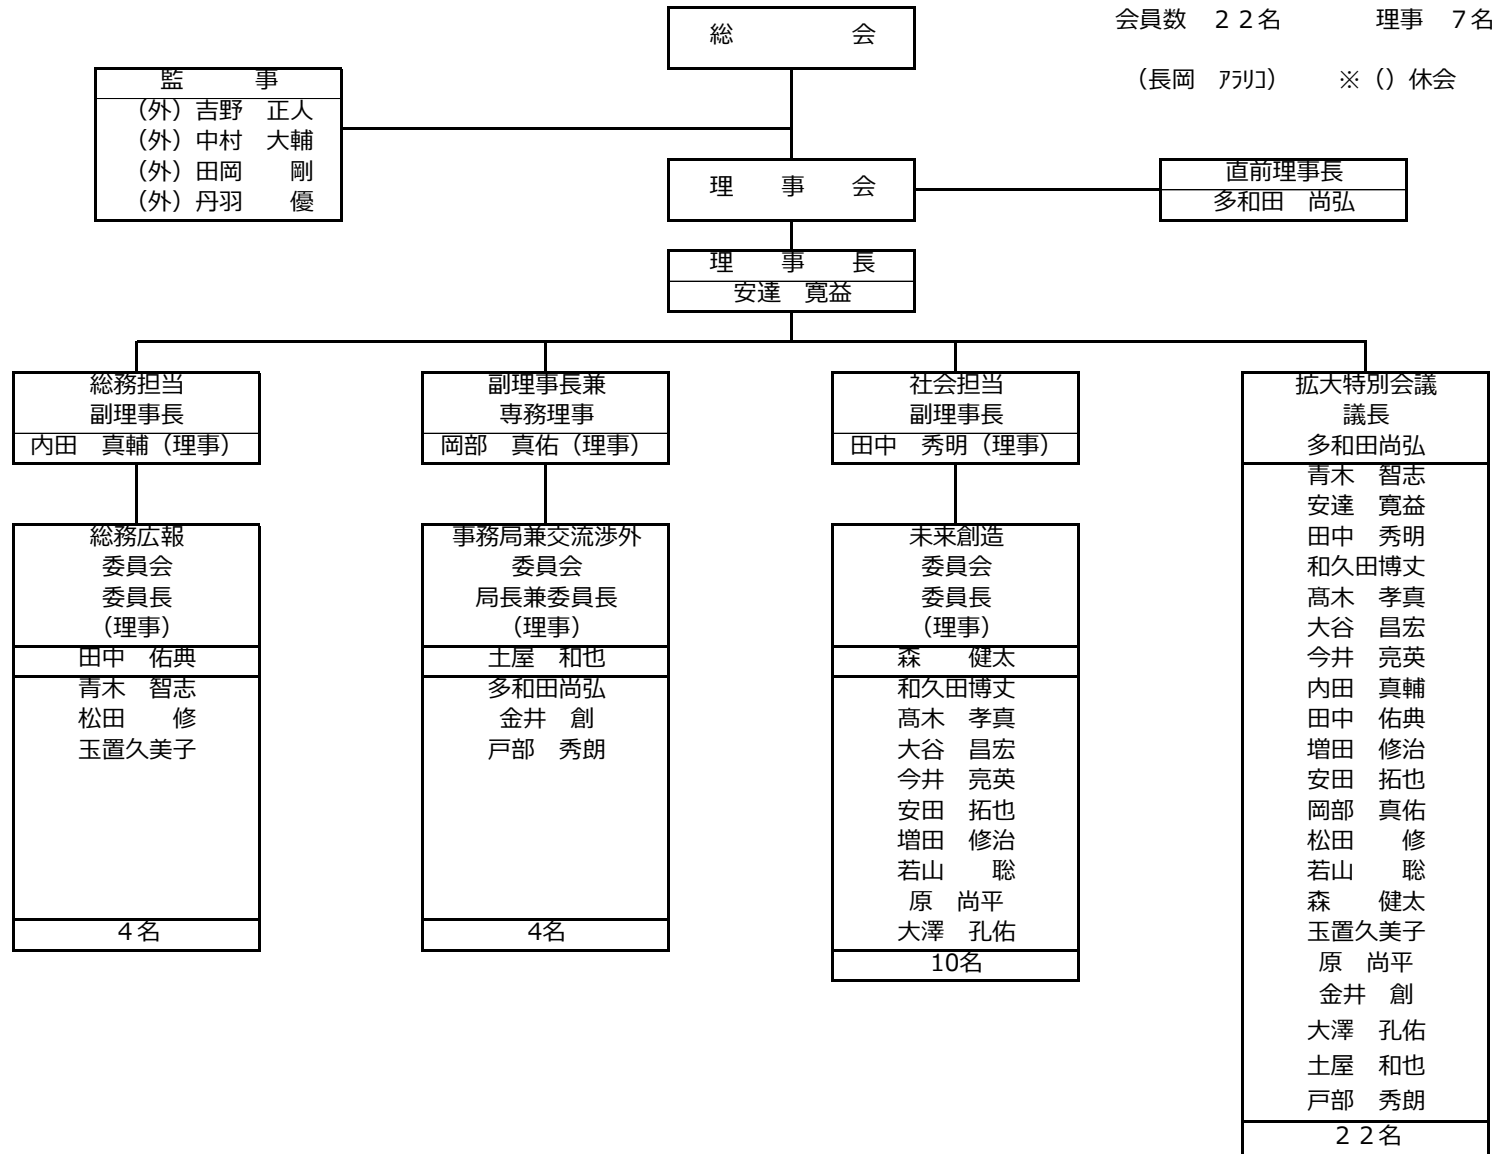 総　　　　　会
会員数　２２名　　　　理事　７名
（長岡　ｱﾗﾘｺ）　　※（）休会
監　　　事
（外）吉野　正人
（外）中村　大輔
（外）田岡　　剛
（外）丹羽　　優
理　　事　　会
直前理事長
多和田　尚弘
理　　事　　長
安達　寛益
総務担当
副理事長
内田　真輔（理事）
総務広報
委員会
委員長
（理事）
田中　佑典
青木　智志
松田　　修
玉置久美子
４名
副理事長兼
専務理事
岡部　真佑（理事）
事務局兼交流渉外
委員会
局長兼委員長
（理事）
土屋　和也
多和田尚弘
金井　創
戸部　秀朗
4名
社会担当
副理事長
田中　秀明（理事）
未来創造
委員会
委員長
（理事）
森　　健太
和久田博丈
髙木　孝真
大谷　昌宏
今井　亮英
安田　拓也
増田　修治
若山　　聡
原　尚平
大澤　孔佑
10名
拡大特別会議
議長
多和田尚弘
青木　智志
安達　寛益
田中　秀明
和久田博丈
髙木　孝真
大谷　昌宏
今井　亮英
内田　真輔
田中　佑典
増田　修治
安田　拓也
岡部　真佑
松田　　修
若山　　聡
森　　健太
玉置久美子
原　尚平
金井　創
大澤　孔佑
土屋　和也
戸部　秀朗
２２名